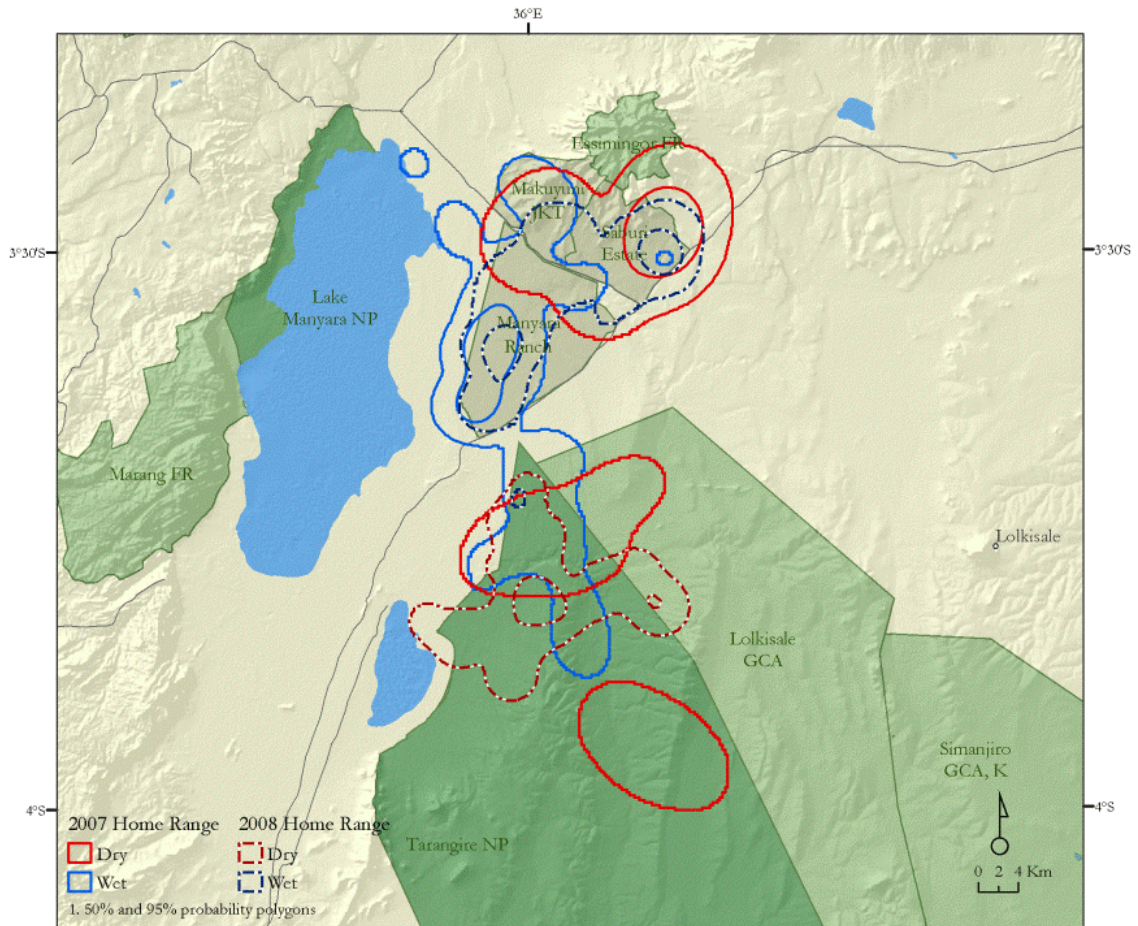 36°E
Essimingor FR
Makuyuni
JKT
3°30'S
Saburi
Estate
3°30'S
Lake
Manyara NP
Manyara
Ranch
Marang FR
Lolkisale
Lolkisale
GCA
Simanjiro
GCA, K
4°S
4°S
2007 Home Range
2008 Home Range
Tarangire NP
Dry
Dry
0 2 4 Km
Wet
Wet
1. 50% and 95% probability polygons